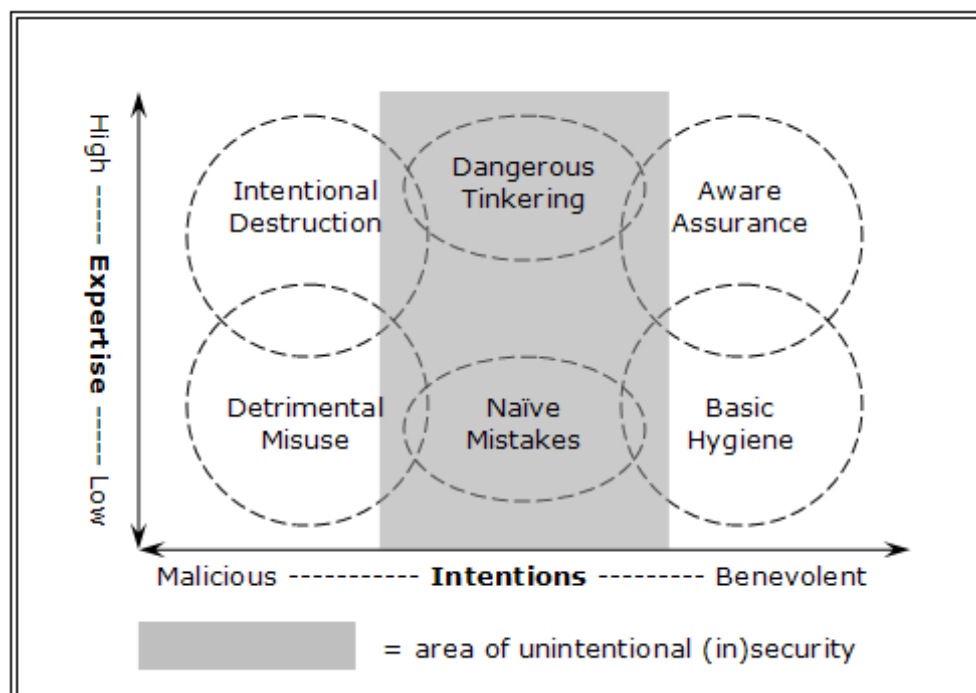 High ----- Expertise ----- Low
Intentional
Destruction
Dangerous
Tinkering
Aware
Assurance
Detrimental
Misuse
Naïve
Mistakes
Basic
Hygiene
Malicious ---------- Intentions -------- Benevolent
= area of unintentional (in)security